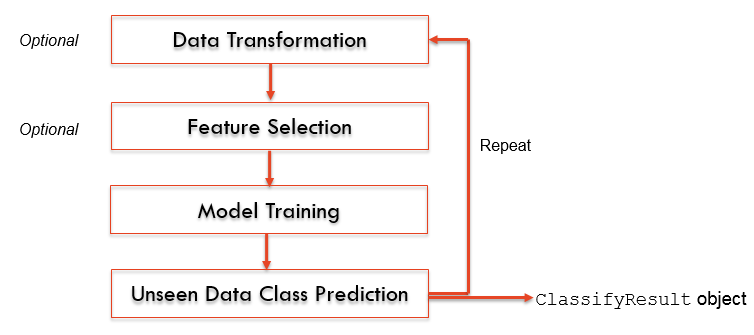 Optional
Data Transformation
Optional
Feature Selection
Repeat
Model Training
Unseen Data Class Prediction
ClassifyResult object